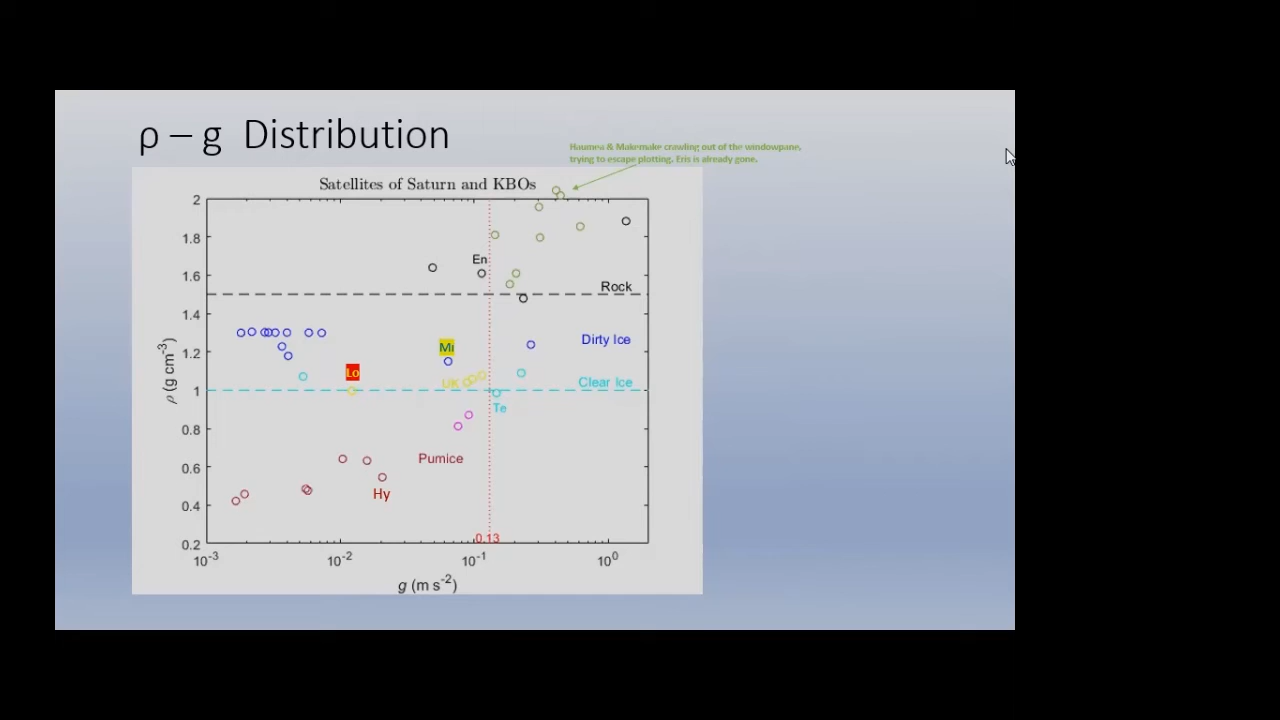 ρ – g Distribution
Haumea & Makemake crawling out of the windowpane,
trying to escape plotting. Eris is already gone.
Satellites of Saturn and KBOs
2
1.8
En
1.6
Rock
1.4
Mi
Dirty Ice
1.2
Lo
UK
Clear Ice
1
Te
0.8
Pumice
0.6
Hy
0.4
0.13
0.2
ρ (g cm⁻³)
10⁻³ 10⁻² 10⁻¹ 10⁰
g (m s⁻²)